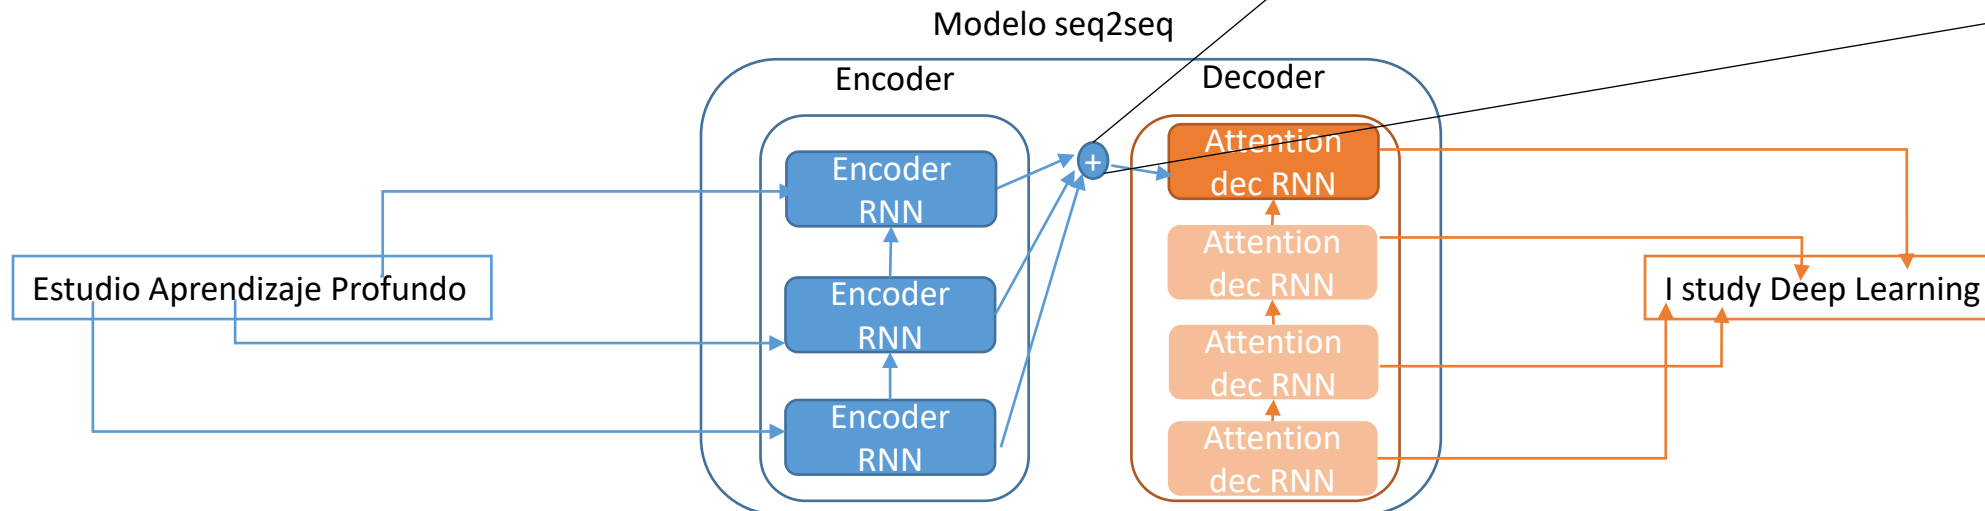 Modelo seq2seq
Encoder
Decoder
Estudio Aprendizaje Profundo
Encoder
RNN
Encoder
RNN
Encoder
RNN
+
Attention
dec RNN
Attention
dec RNN
Attention
dec RNN
Attention
dec RNN
I study Deep Learning